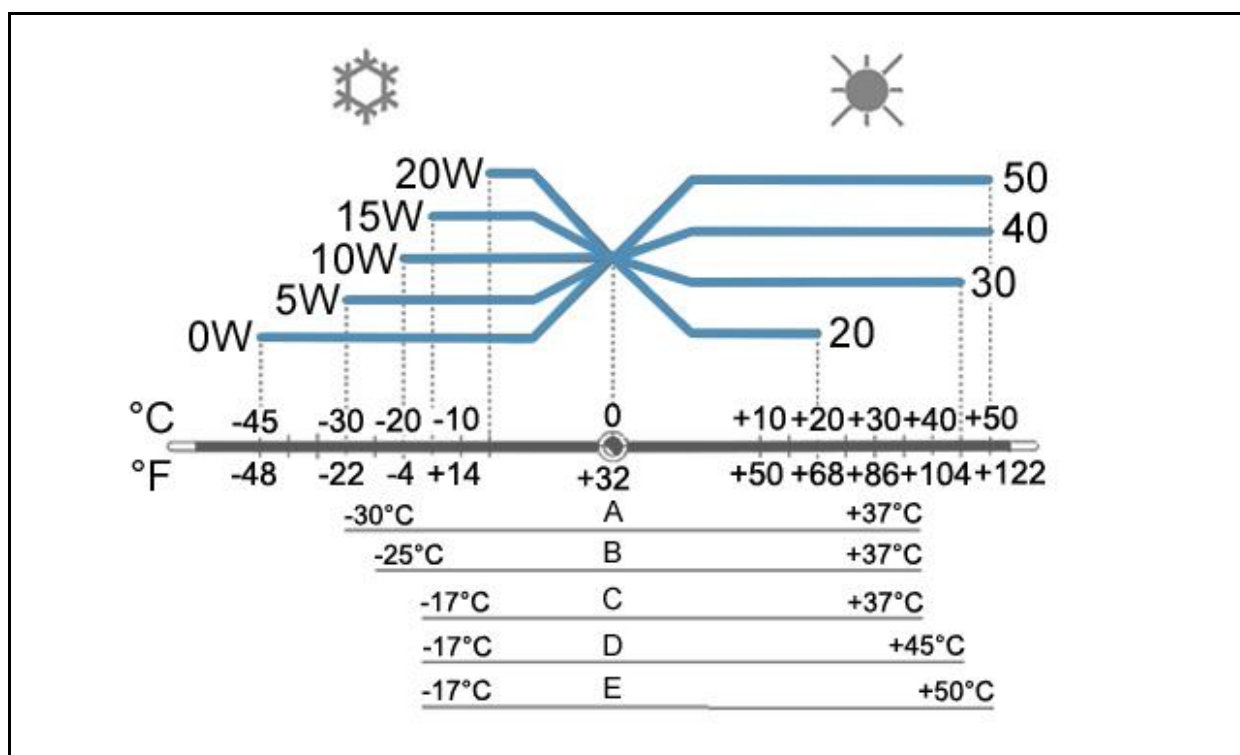 20W 50
15W 40
10W 30
5W
0W 20
°C -45 -30 -20 -10 0 +10 +20 +30 +40 +50
°F -48 -22 -4 +14 +32 +50 +68 +86 +104 +122
-30°C A +37°C
-25°C B +37°C
-17°C C +37°C
-17°C D +45°C
-17°C E +50°C